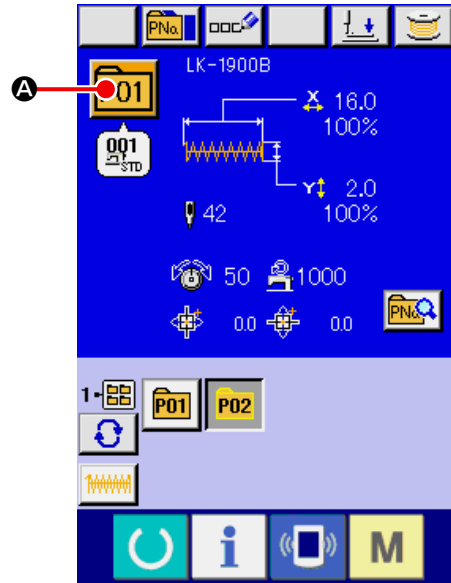 PNo.
LK-1900B
A
P01
X 16.0
100%
001
STD
Y 2.0
100%
42
50 1000
0.0 0.0
PNo.
1-
P01 P02
i
M